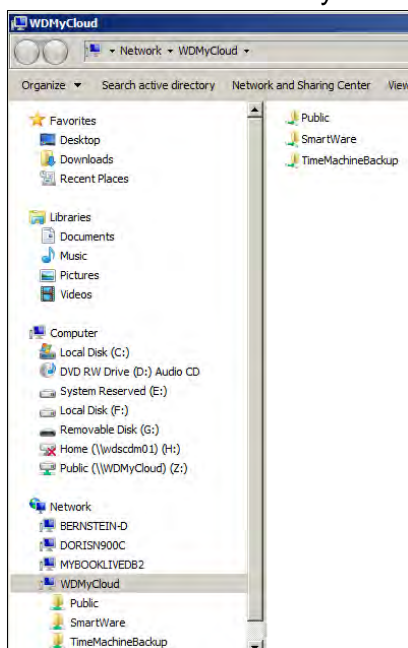 WDMyCloud
Network WDMyCloud
Organize Search active directory Network and Sharing Center View
Favorites
Desktop
Downloads
Recent Places
Libraries
Documents
Music
Pictures
Videos
Computer
Local Disk (C:)
DVD RW Drive (D:) Audio CD
System Reserved (E:)
Local Disk (F:)
Removable Disk (G:)
Home (\\wdscdm01) (H:)
Public (\\WDMyCloud) (Z:)
Network
BERNSTEIN-D
DORISN900C
MYBOOKLIVEDB2
WDMyCloud
Public
SmartWare
TimeMachineBackup
Public
SmartWare
TimeMachineBackup